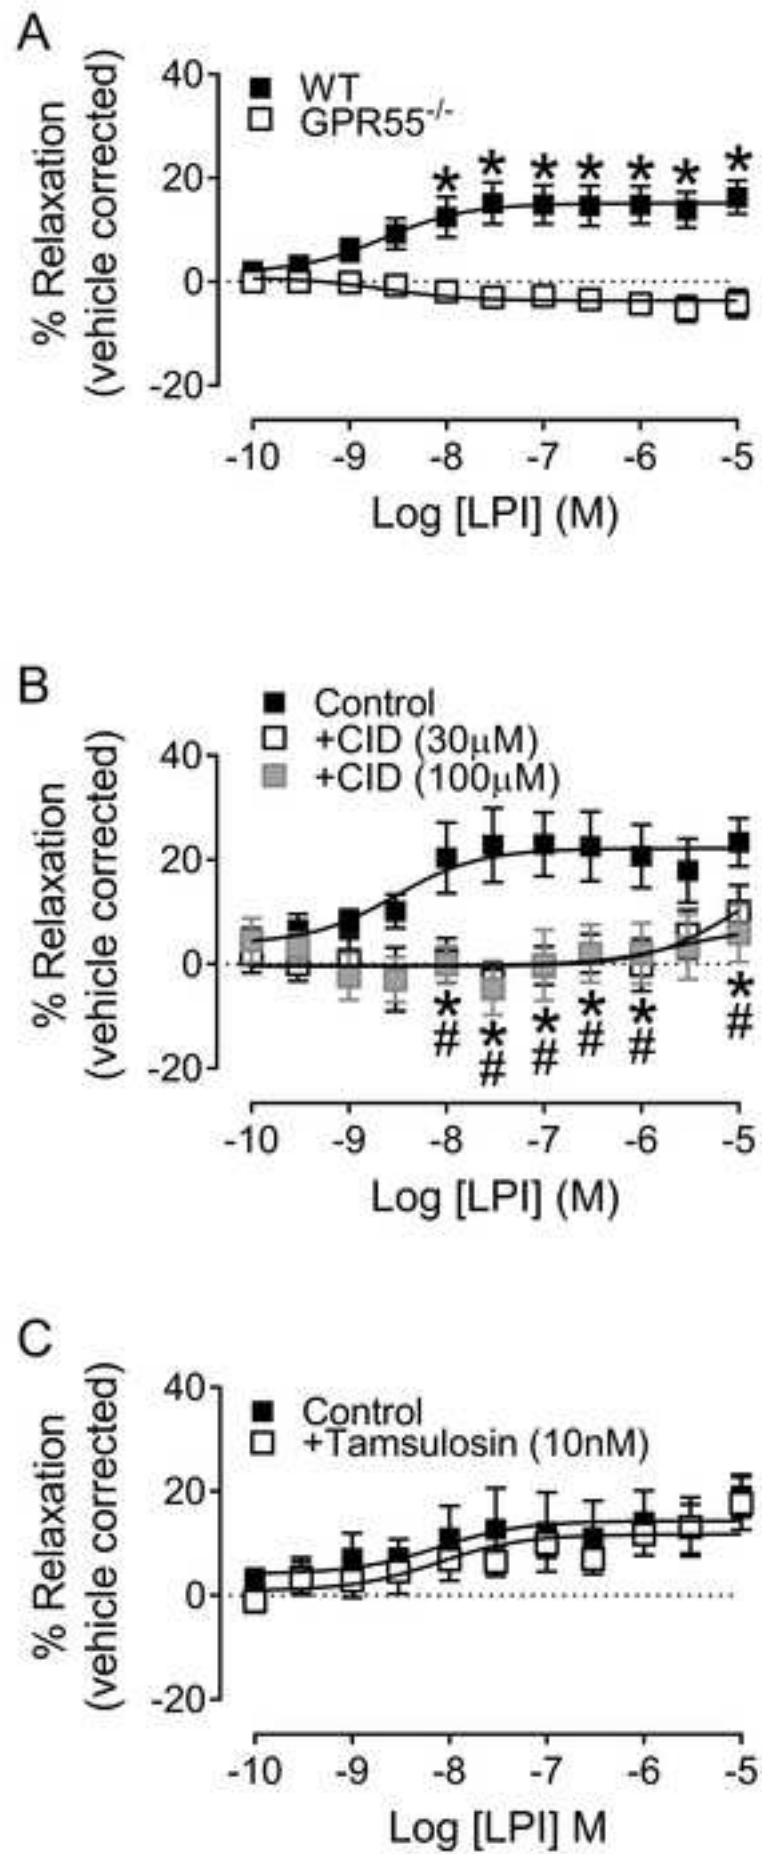 A
% Relaxation
(vehicle corrected)
40
20
0
-20
WT
GPR55-/-
* * * * * * *
-10 -9 -8 -7 -6 -5
Log [LPI] (M)
B
% Relaxation
(vehicle corrected)
Control
+CID (30μM)
+CID (100μM)
40
20
0
-20
* * * * * *
# # # # # #
-10 -9 -8 -7 -6 -5
Log [LPI] (M)
C
% Relaxation
(vehicle corrected)
40
20
0
-20
Control
+Tamsulosin (10nM)
-10 -9 -8 -7 -6 -5
Log [LPI] M